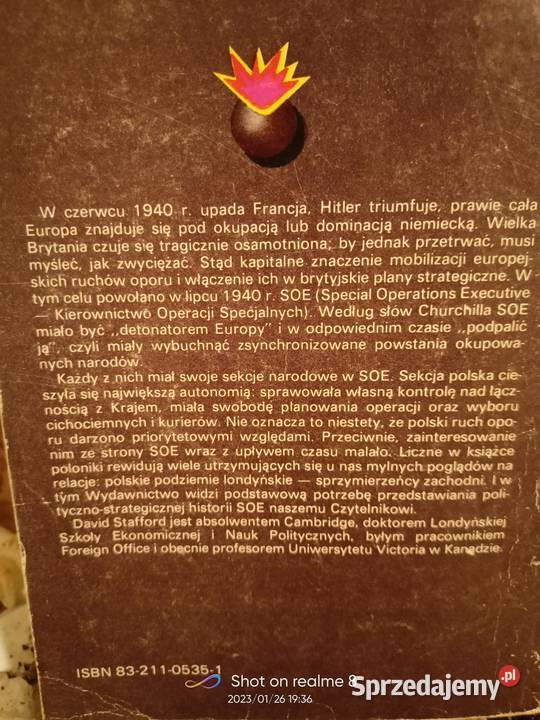 W czerwcu 1940 r. upada Francja, Hitler triumfuje, prawie cała
Europa znajduje się pod okupacją lub dominacją niemiecką. Wielka
Brytania czuje się tragicznie osamotniona; by jednak przetrwać, musi
myśleć, jak zwyciężać. Stąd kapitalne znaczenie mobilizacji europej-
skich ruchów oporu i włączenie ich w brytyjskie plany strategiczne. W
tym celu powołano w lipcu 1940 r. SOE (Special Operations Executive
— Kierownictwo Operacji Specjalnych). Według słów Churchilla SOE
miało być „detonatorem Europy" i w odpowiednim czasie „podpalić
ją", czyli miały wybuchnąć zsynchronizowane powstania okupowa-
nych narodów.
Każdy z nich miał swoje sekcje narodowe w SOE. Sekcja polska cie-
szyła się największą autonomią: sprawowała własną kontrolę nad łącz-
nością z Krajem, miała swobodę planowania operacji oraz wyboru
cichociemnych i kurierów. Nie oznacza to niestety, że polski ruch opo-
ru darzono priorytetowymi względami. Przeciwnie, zainteresowanie
nim ze strony SOE wraz z upływem czasu malało. Liczne w książce
poloniki rewidują wiele utrzymujących się u nas mylnych poglądów na
relacje: polskie podziemie londyńskie — sprzymierzeńcy zachodni. I w
tym Wydawnictwo widzi podstawową potrzebę przedstawiania poli-
tyczno-strategicznej historii SOE naszemu Czytelnikowi.
David Stafford jest absolwentem Cambridge, doktorem Londyńskiej
Szkoły Ekonomicznej i Nauk Politycznych, byłym pracownikiem
Foreign Office i obecnie profesorem Uniwersytetu Victoria w Kanadzie.
ISBN 83-211-0535-1
Shot on realme 8
2023/01/26 19:36
Sprzedajemy.pl